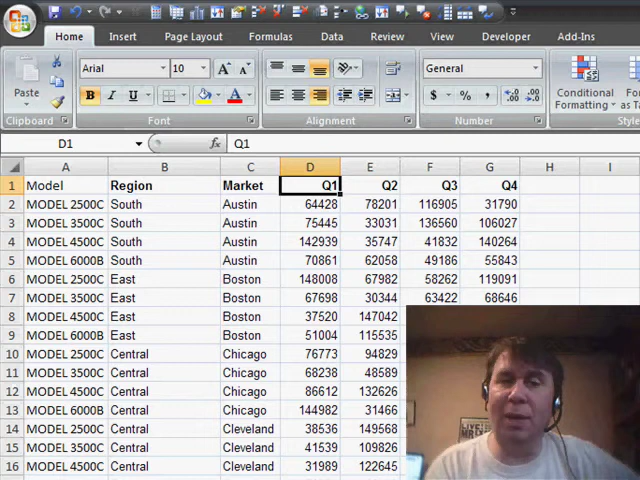 Home Insert Page Layout Formulas Data Review View Developer Add-Ins
Arial 10 General
Paste B I U A $ % , Conditional Formatting
Clipboard Font Alignment Number
D1 fx Q1
A B C D E F G H I
1 Model Region Market Q1 Q2 Q3 Q4
2 MODEL 2500C South Austin 64428 78201 116905 31790
3 MODEL 3500C South Austin 75445 33031 136560 106027
4 MODEL 4500C South Austin 142939 35747 41832 140264
5 MODEL 6000B South Austin 70861 62058 49186 55843
6 MODEL 2500C East Boston 148008 67982 58262 119091
7 MODEL 3500C East Boston 67698 30344 63422 68646
8 MODEL 4500C East Boston 37520 147042
9 MODEL 6000B East Boston 51004 115535
10 MODEL 2500C Central Chicago 76773 94829
11 MODEL 3500C Central Chicago 68238 48589
12 MODEL 4500C Central Chicago 86612 132626
13 MODEL 6000B Central Chicago 144982 31466
14 MODEL 2500C Central Cleveland 38536 149568
15 MODEL 3500C Central Cleveland 41539 109826
16 MODEL 4500C Central Cleveland 31989 122645